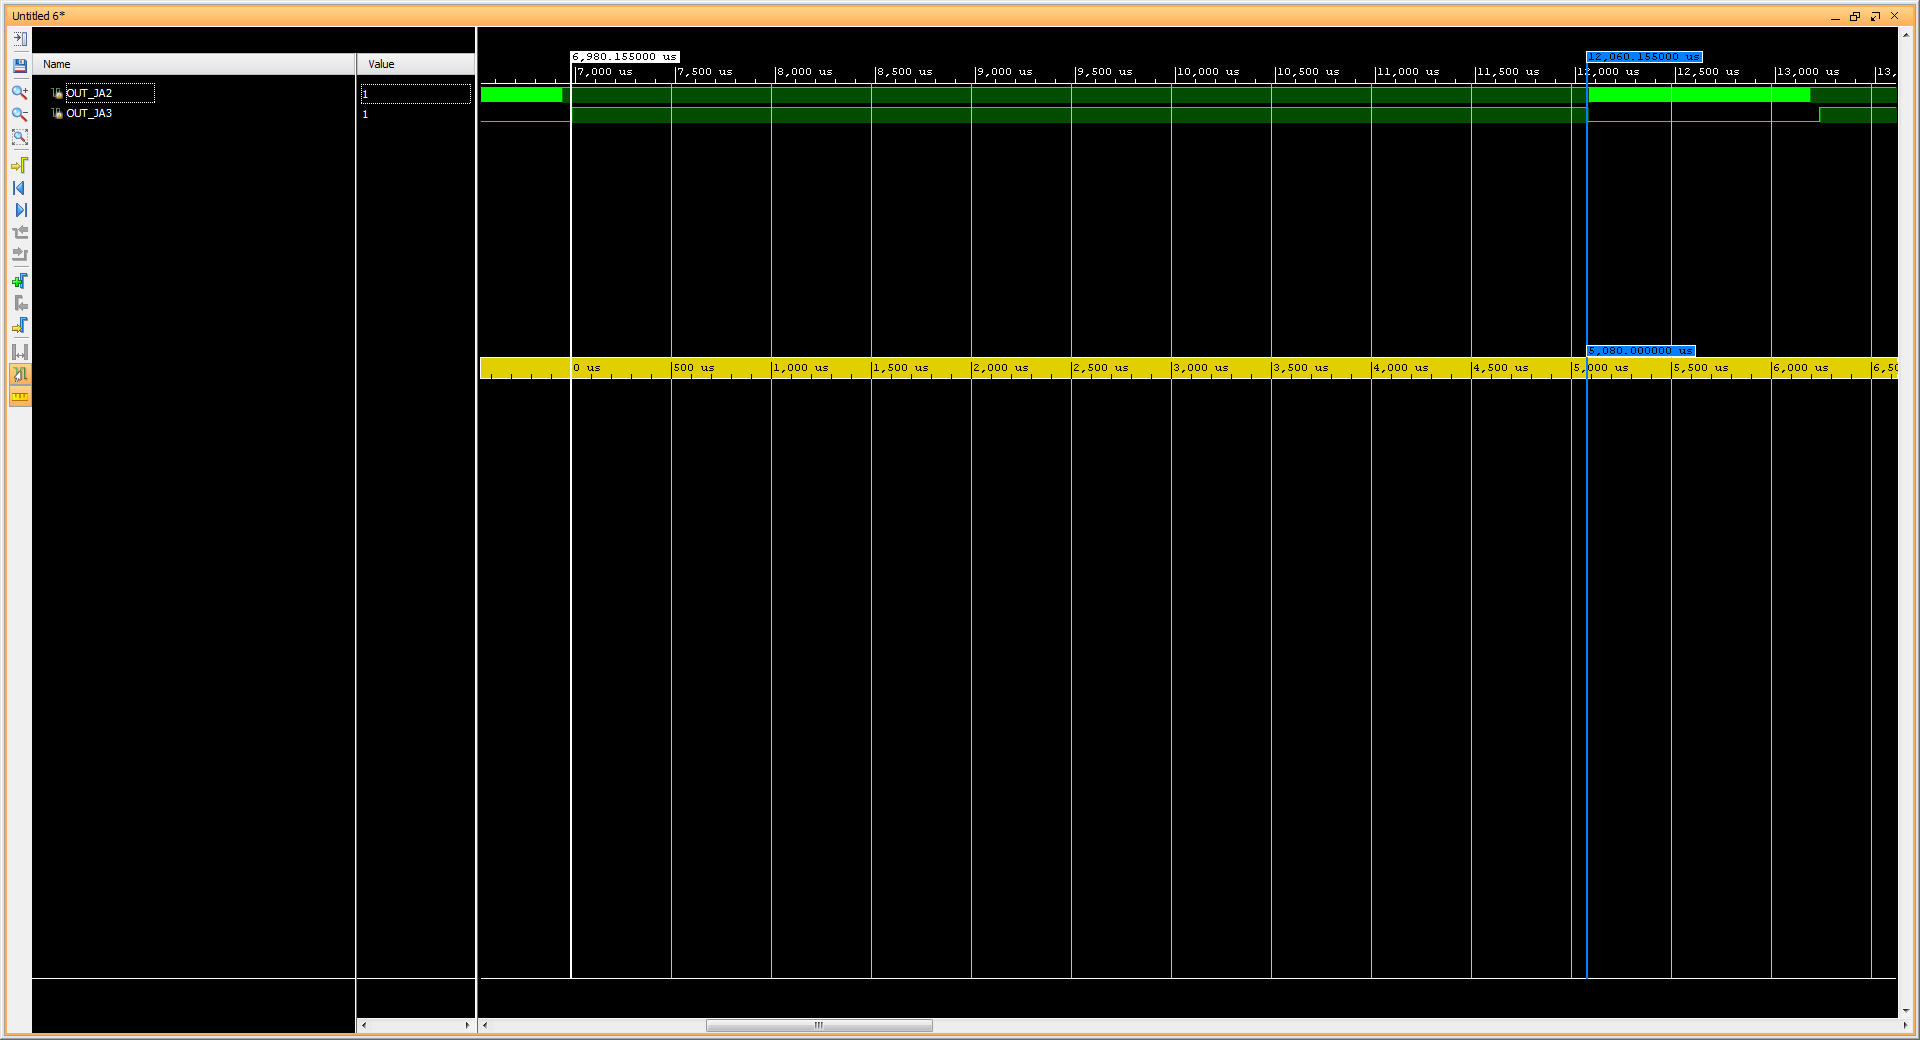 Untitled 6*
Name
Value
6,980.155000 us
12,060.155000 us
7,000 us
7,500 us
8,000 us
8,500 us
9,000 us
9,500 us
10,000 us
10,500 us
11,000 us
11,500 us
12,000 us
12,500 us
13,000 us
13,
OUT_JA2
1
OUT_JA3
1
5,080.000000 us
0 us
500 us
1,000 us
1,500 us
2,000 us
2,500 us
3,000 us
3,500 us
4,000 us
4,500 us
5,000 us
5,500 us
6,000 us
6,50